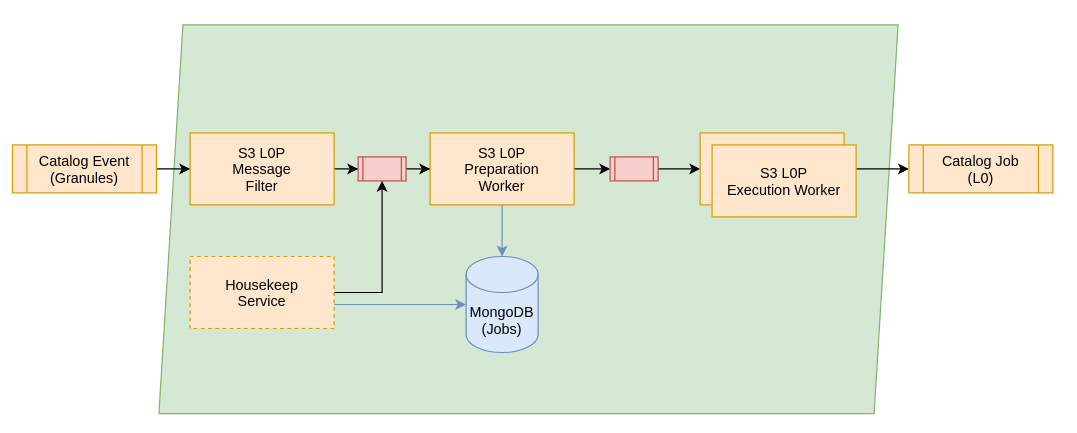 Catalog Event
(Granules)
S3 L0P
Message
Filter
S3 L0P
Preparation
Worker
S3 L0P
Execution Worker
Catalog Job
(L0)
Housekeep
Service
MongoDB
(Jobs)